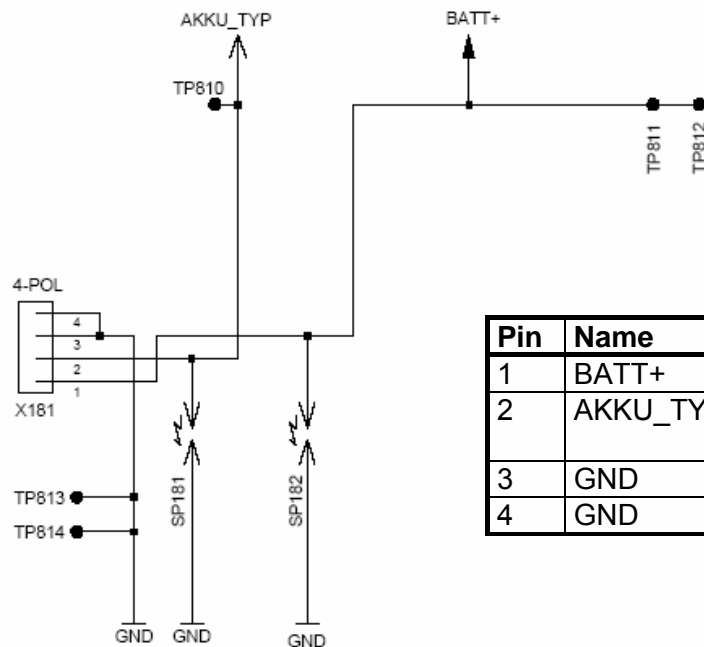 AKKU_TYP
BATT+
TP810
TP811
TP812
4-POL
4
3
2
1
X181
SP181
SP182
TP813
TP814
GND
GND
GND
Pin Name
1 BATT+
2 AKKU_TY
3 GND
4 GND